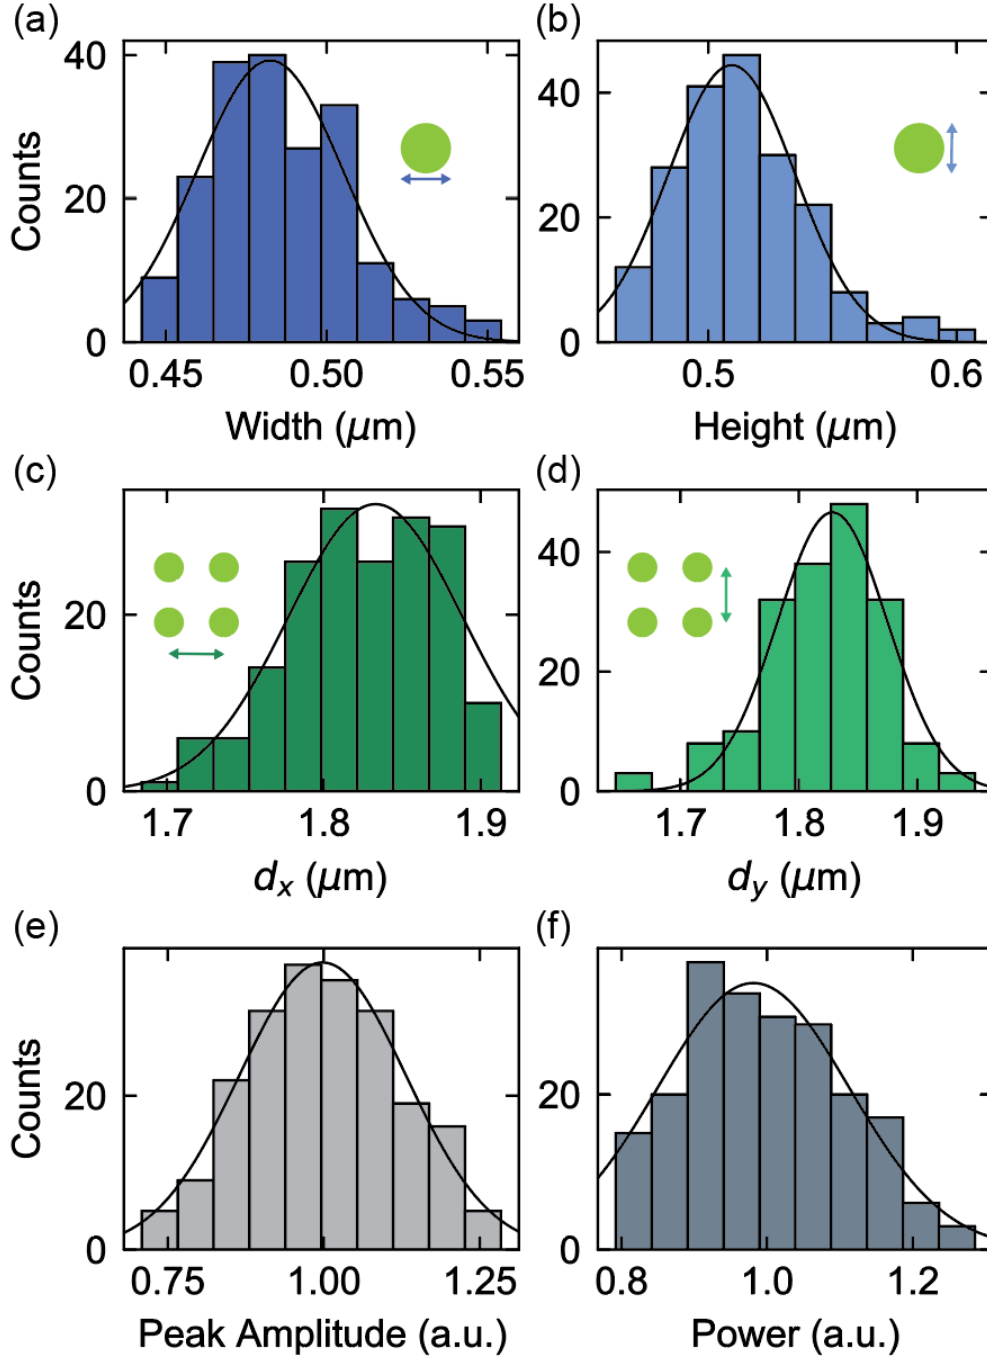 (a)
(b)
Counts
40
20
0
0.45
0.50
0.55
Width (μm)
40
20
0
0.5
0.6
Height (μm)
(c)
(d)
Counts
20
0
1.7
1.8
1.9
dₓ (μm)
40
20
0
1.7
1.8
1.9
d_y (μm)
(e)
(f)
Counts
20
0
0.75
1.00
1.25
Peak Amplitude (a.u.)
20
0
0.8
1.0
1.2
Power (a.u.)